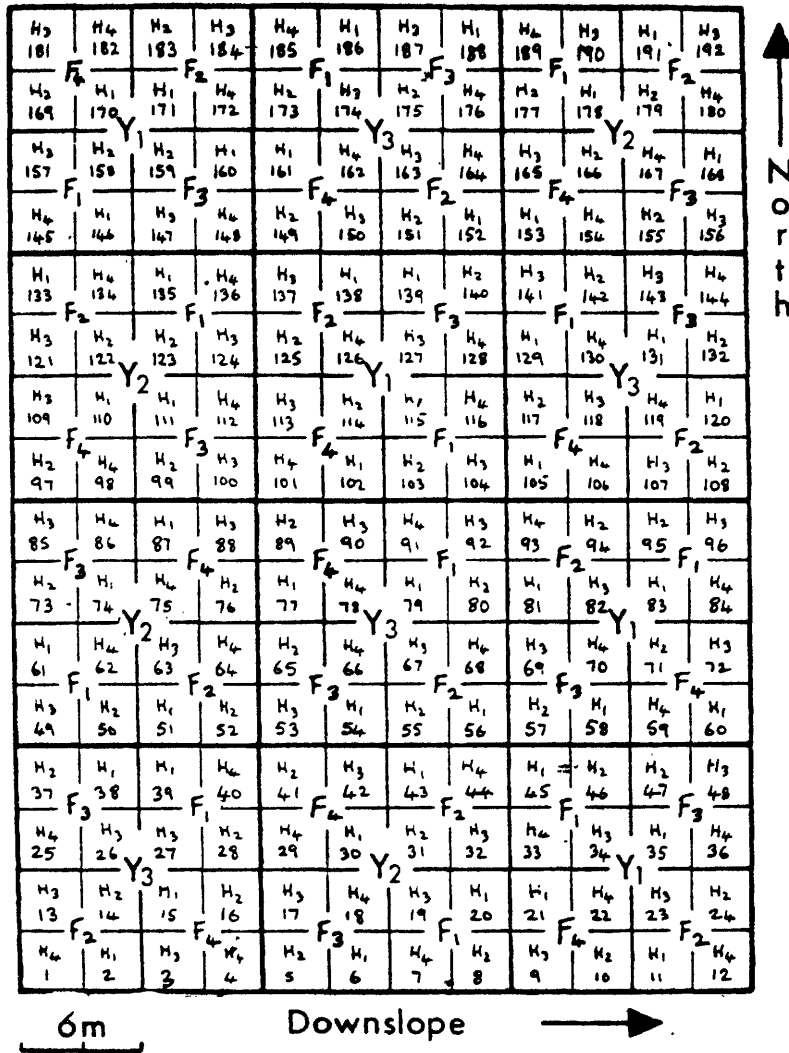 H₃ H₄ H₂ H₃ H₄ H₁ H₂ H₁ H₄ H₃ H₁ H₃
181 182 183 184 185 186 187 188 189 190 191 192
F₄ F₂ F₁ F₃ F₁ F₂
H₂ H₁ H₁ H₄ H₂ H₃ H₂ H₄ H₂ H₁ H₂ H₄
169 170 171 172 173 174 175 176 177 178 179 180
Y₁ Y₃ Y₂
H₃ H₂ H₂ H₁ H₁ H₄ H₃ H₄ H₃ H₂ H₄ H₁
157 158 159 160 161 162 163 164 165 166 167 168
F₁ F₃ F₄ F₂ F₄ F₃
H₄ H₁ H₃ H₄ H₂ H₃ H₂ H₁ H₁ H₄ H₂ H₃
145 146 147 148 149 150 151 152 153 154 155 156
H₁ H₄ H₁ H₄ H₃ H₁ H₁ H₂ H₃ H₂ H₃ H₄
133 134 135 136 137 138 139 140 141 142 143 144
F₂ F₁ F₂ F₃ F₁ F₃
H₃ H₂ H₂ H₃ H₂ H₄ H₃ H₄ H₁ H₄ H₁ H₂
121 122 123 124 125 126 127 128 129 130 131 132
Y₂ Y₁ Y₃
H₃ H₁ H₁ H₄ H₃ H₂ H₁ H₄ H₂ H₃ H₄ H₁
109 110 111 112 113 114 115 116 117 118 119 120
F₄ F₃ F₄ F₁ F₄ F₂
H₂ H₄ H₂ H₃ H₄ H₁ H₂ H₃ H₁ H₄ H₃ H₂
97 98 99 100 101 102 103 104 105 106 107 108
H₃ H₄ H₁ H₃ H₂ H₃ H₄ H₃ H₄ H₂ H₂ H₃
85 86 87 88 89 90 91 92 93 94 95 96
F₃ F₄ F₄ F₁ F₂ F₁
H₂ H₁ H₄ H₂ H₁ H₄ H₁ H₂ H₁ H₃ H₁ H₄
73 74 75 76 77 78 79 80 81 82 83 84
Y₂ Y₃ Y₁
H₁ H₄ H₃ H₄ H₂ H₄ H₃ H₄ H₃ H₄ H₂ H₃
61 62 63 64 65 66 67 68 69 70 71 72
F₁ F₂ F₃ F₂ F₃ F₄
H₃ H₂ H₁ H₂ H₃ H₁ H₂ H₁ H₂ H₁ H₄ H₁
49 50 51 52 53 54 55 56 57 58 59 60
H₂ H₁ H₁ H₄ H₂ H₃ H₁ H₄ H₁ H₂ H₂ H₃
37 38 39 40 41 42 43 44 45 46 47 48
F₃ F₁ F₄ F₂ F₁ F₃
H₄ H₃ H₃ H₂ H₄ H₁ H₂ H₃ H₄ H₃ H₁ H₄
25 26 27 28 29 30 31 32 33 34 35 36
Y₃ Y₂ Y₁
H₃ H₂ H₁ H₂ H₃ H₄ H₃ H₁ H₁ H₄ H₃ H₂
13 14 15 16 17 18 19 20 21 22 23 24
F₂ F₄ F₃ F₁ F₄ F₂
H₄ H₁ H₃ H₄ H₂ H₁ H₄ H₂ H₃ H₂ H₁ H₄
1 2 3 4 5 6 7 8 9 10 11 12
North
6m
Downslope